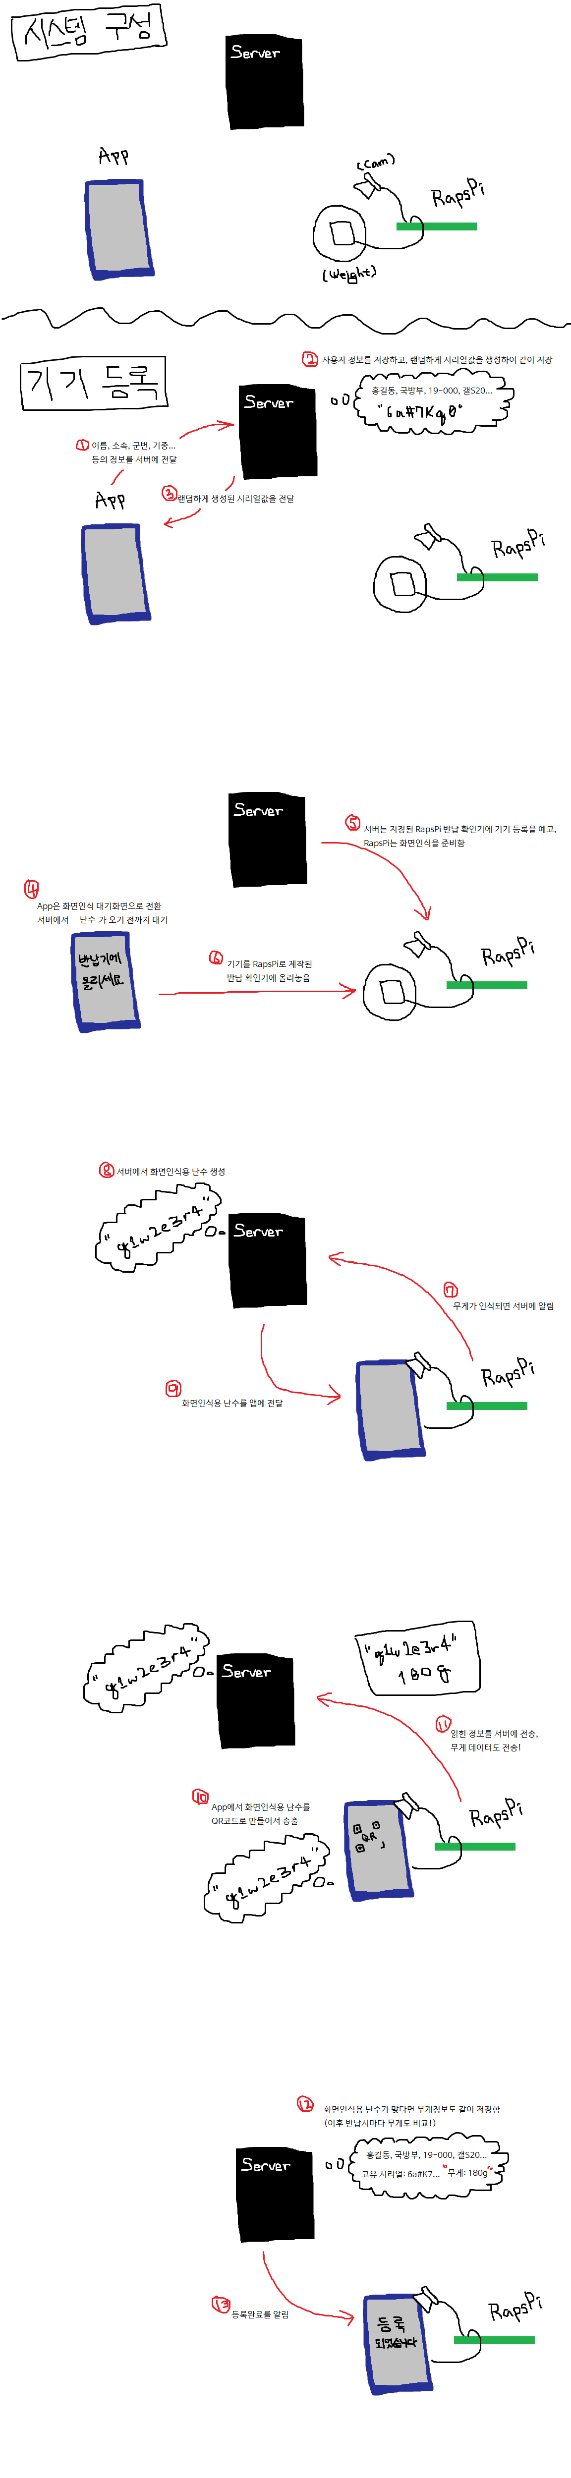 시스템 구성
Server
App
(Cam)
RapsPi
(Weight)
기기 등록
② 사용자 정보를 저장하고, 랜덤하게 시리얼값을 생성하여 같이 저장
Server
홍길동, 국방부, 19-000, 갤S20...
"6a#7Kq0"
① 이름, 소속, 군번, 기종...
등의 정보를 서버에 전달
③ 랜덤하게 생성된 시리얼값을 전달
App
RapsPi
Server
⑤ 서버는 지정된 RapsPi 반납 확인기에 기기 등록을 예고,
RapsPi는 화면인식을 준비함
④
App은 화면인식 대기화면으로 전환
서버에서 난수 가 오기 전까지 대기
반납기에
올리세요
⑥ 기기를 RapsPi로 제작된
반납 확인기에 올려놓음
RapsPi
⑧ 서버에서 화면인식용 난수 생성
"q1w2e3r4"
Server
⑦
무게가 인식되면 서버에 알림
RapsPi
⑨
화면인식용 난수를 앱에 전달
"q1w2e3r4"
Server
"q1w2e3r4"
180g
⑪ 읽힌 정보를 서버에 전송,
무게 데이터도 전송!
⑩ App에서 화면인식용 난수를
QR코드로 만들어서 송출
QR
RapsPi
"q1w2e3r4"
⑫ 화면인식용 난수가 맞다면 무게정보도 같이 저장함
(이후 반납시마다 무게도 비교!)
Server
홍길동, 국방부, 19-000, 갤S20...
고유 시리얼: 6a#K7... "무게: 180g"
⑬ 등록완료를 알림
등록
되었습니다
RapsPi